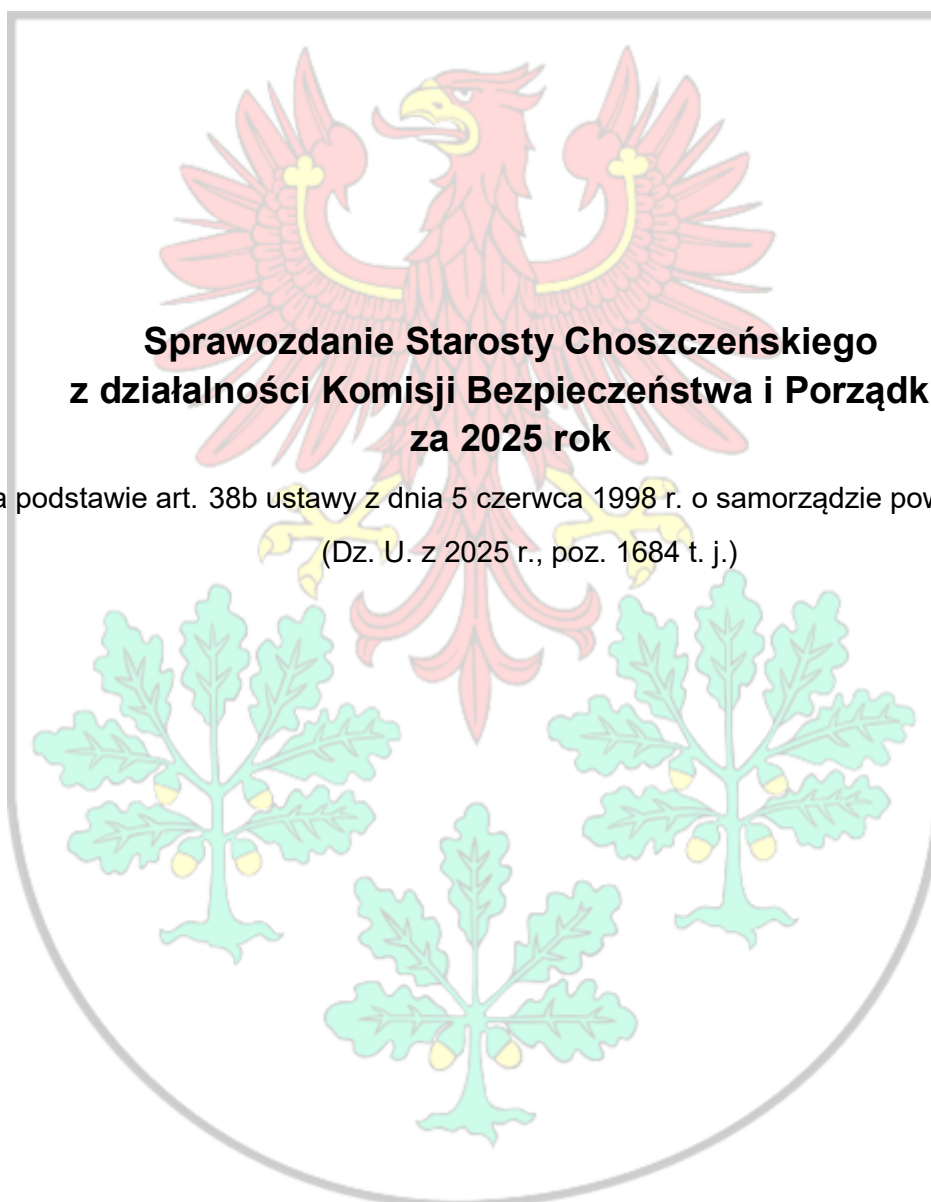 Sprawozdanie Starosty Choszczeńskiego
z działalności Komisji Bezpieczeństwa i Porządk
za 2025 rok
a podstawie art. 38b ustawy z dnia 5 czerwca 1998 r. o samorządzie pow
(Dz. U. z 2025 r., poz. 1684 t. j.)